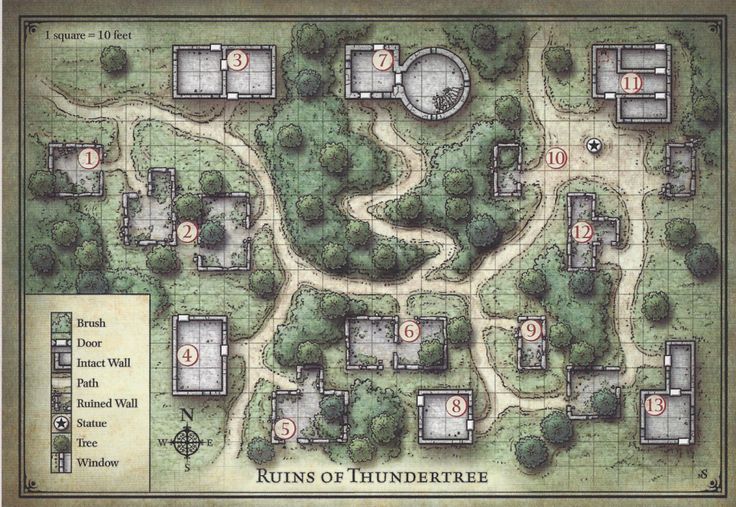 1 square = 10 feet
3
7
11
1
10
2
12
6
9
4
8
13
5
Brush
Door
Intact Wall
Path
Ruined Wall
Statue
Tree
Window
N
W
E
S
RUINS OF THUNDERTREE